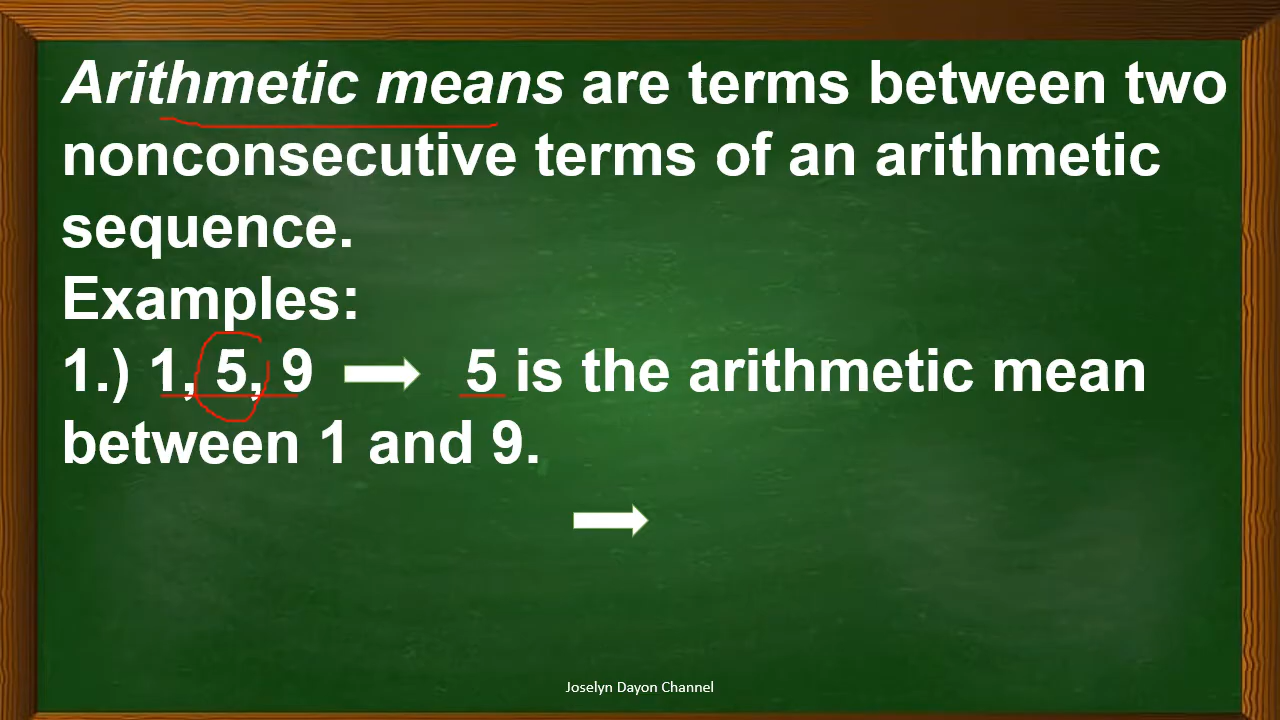 Arithmetic means are terms between two
nonconsecutive terms of an arithmetic
sequence.
Examples:
1.) 1, 5, 9 5 is the arithmetic mean
between 1 and 9.
Joselyn Dayon Channel